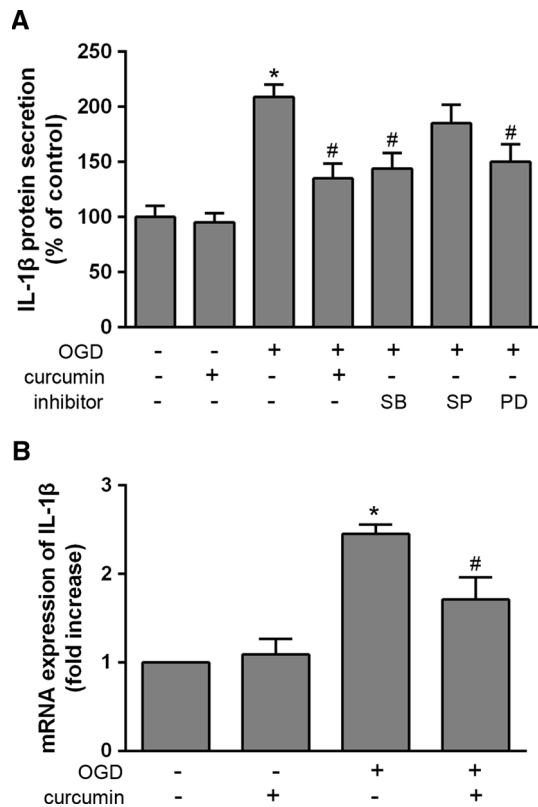 A
IL-1β protein secretion
(% of control)
250
200
150
100
50
0
*
#
#
#
OGD - - + + + + +
curcumin - + - + - - -
inhibitor - - - - SB SP PD
B
mRNA expression of IL-1β
(fold increase)
3
2
1
0
*
#
OGD - - + +
curcumin - + - +